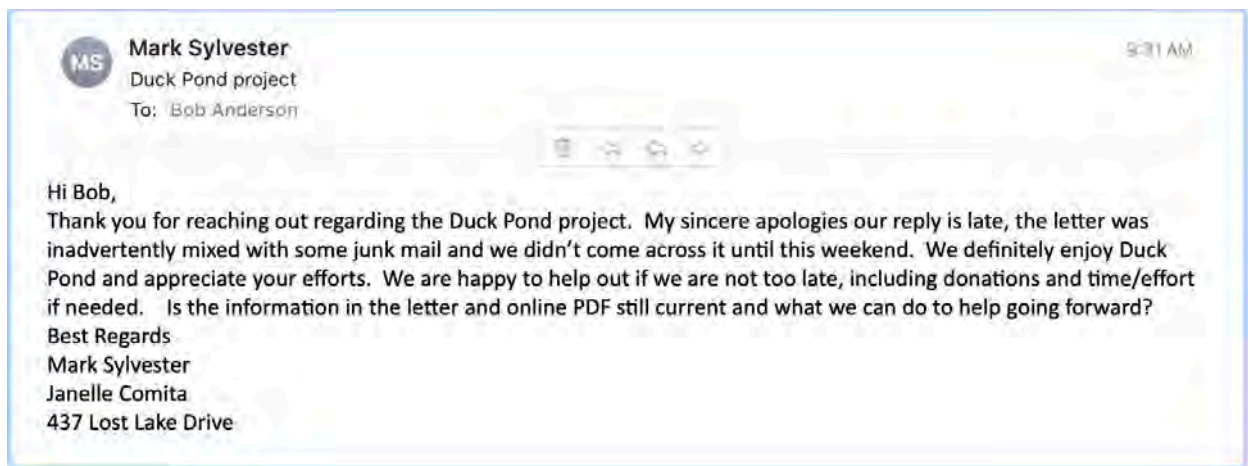 MS
Mark Sylvester
9:31 AM
Duck Pond project
To: Bob Anderson
Hi Bob,
Thank you for reaching out regarding the Duck Pond project.  My sincere apologies our reply is late, the letter was
inadvertently mixed with some junk mail and we didn’t come across it until this weekend.  We definitely enjoy Duck
Pond and appreciate your efforts.  We are happy to help out if we are not too late, including donations and time/effort
if needed.    Is the information in the letter and online PDF still current and what we can do to help going forward?
Best Regards
Mark Sylvester
Janelle Comita
437 Lost Lake Drive